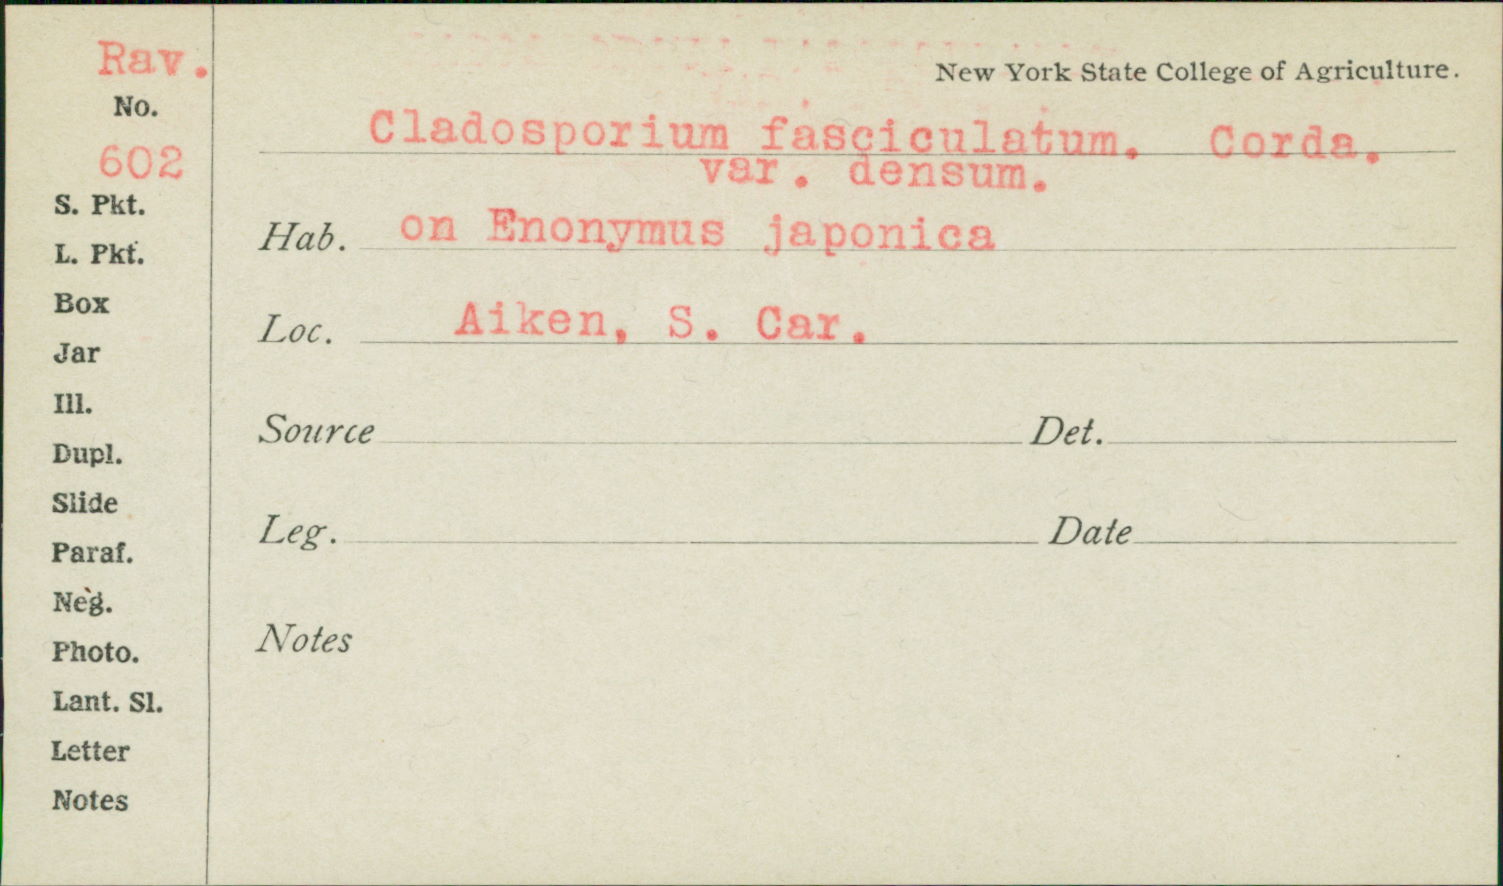 Rav.
New York State College of Agriculture.
No.
602
Cladosporium fasciculatum. Corda.
var. densum.
Hab. on Enonymus japonica
Loc. Aiken, S. Car.
Source Det.
Leg. Date
Notes
S. Pkt.
L. Pkt.
Box
Jar
Ill.
Dupl.
Slide
Paraf.
Neg.
Photo.
Lant. Sl.
Letter
Notes